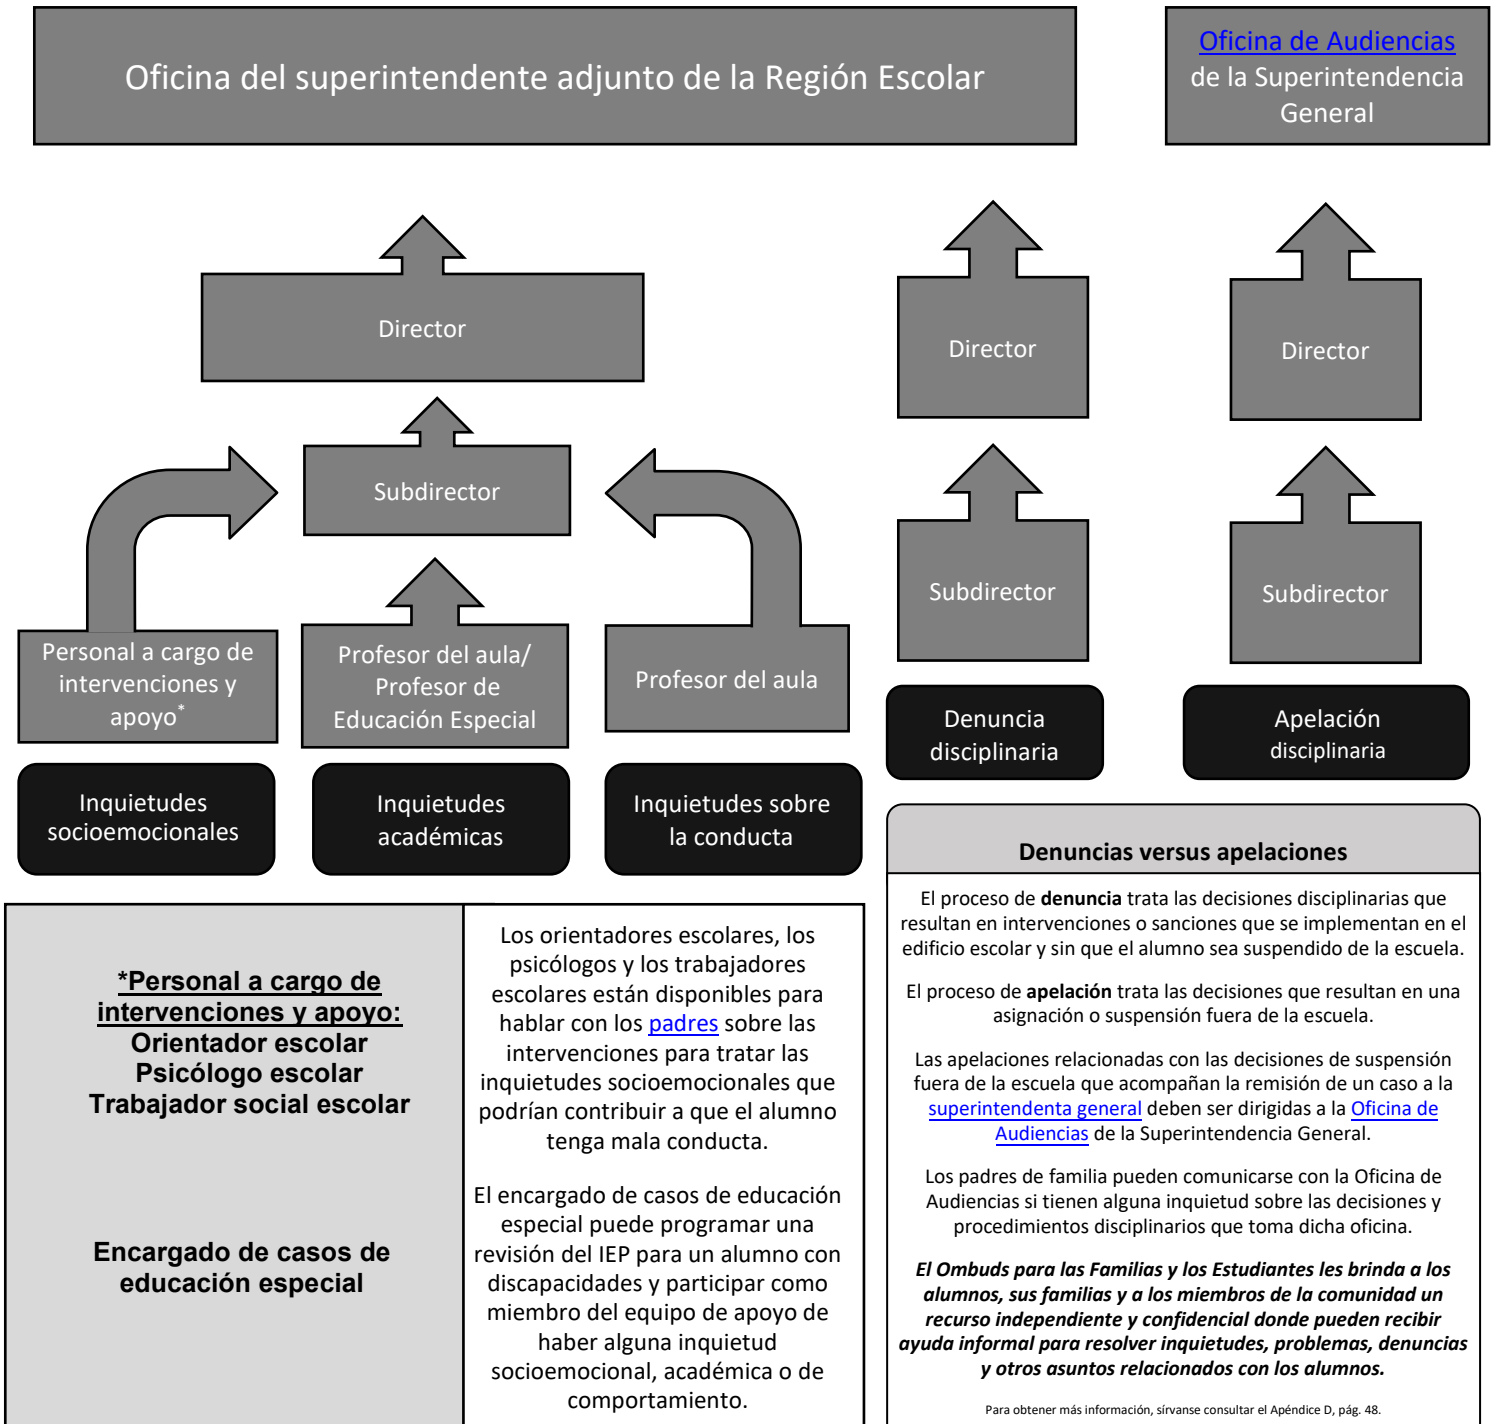 Oficina del superintendente adjunto de la Región Escolar
Oficina de Audiencias
de la Superintendencia
General
Director
Subdirector
Personal a cargo de
intervenciones y
apoyo*
Profesor del aula/
Profesor de
Educación Especial
Profesor del aula
Inquietudes
socioemocionales
Inquietudes
académicas
Inquietudes sobre
la conducta
Director
Subdirector
Denuncia
disciplinaria
Director
Subdirector
Apelación
disciplinaria
*Personal a cargo de
intervenciones y apoyo:
Orientador escolar
Psicólogo escolar
Trabajador social escolar
Encargado de casos de
educación especial
Los orientadores escolares, los
psicólogos y los trabajadores
escolares están disponibles para
hablar con los padres sobre las
intervenciones para tratar las
inquietudes socioemocionales que
podrían contribuir a que el alumno
tenga mala conducta.
El encargado de casos de educación
especial puede programar una
revisión del IEP para un alumno con
discapacidades y participar como
miembro del equipo de apoyo de
haber alguna inquietud
socioemocional, académica o de
comportamiento.
Denuncias versus apelaciones
El proceso de denuncia trata las decisiones disciplinarias que
resultan en intervenciones o sanciones que se implementan en el
edificio escolar y sin que el alumno sea suspendido de la escuela.
El proceso de apelación trata las decisiones que resultan en una
asignación o suspensión fuera de la escuela.
Las apelaciones relacionadas con las decisiones de suspensión
fuera de la escuela que acompañan la remisión de un caso a la
superintendenta general deben ser dirigidas a la Oficina de
Audiencias de la Superintendencia General.
Los padres de familia pueden comunicarse con la Oficina de
Audiencias si tienen alguna inquietud sobre las decisiones y
procedimientos disciplinarios que toma dicha oficina.
El Ombuds para las Familias y los Estudiantes les brinda a los
alumnos, sus familias y a los miembros de la comunidad un
recurso independiente y confidencial donde pueden recibir
ayuda informal para resolver inquietudes, problemas, denuncias
y otros asuntos relacionados con los alumnos.
Para obtener más información, sírvanse consultar el Apéndice D, pág. 48.